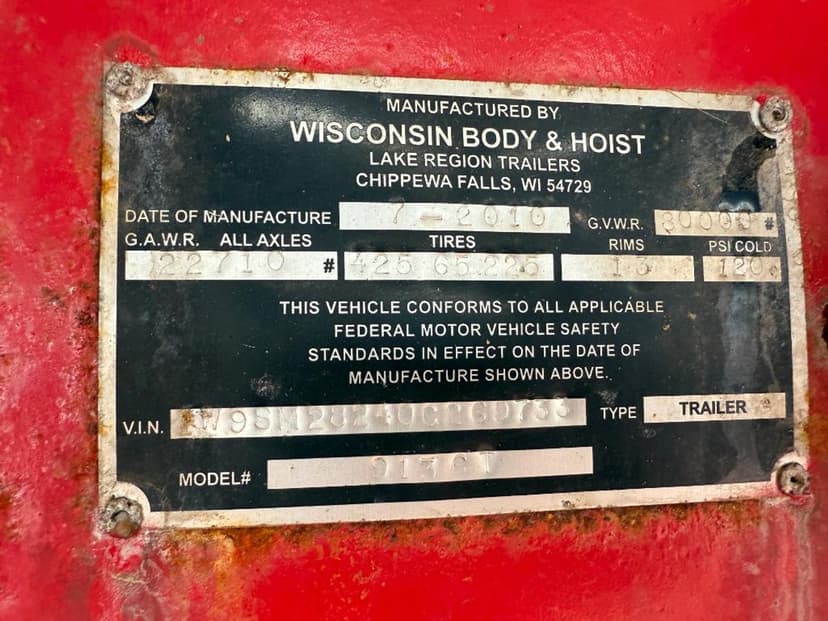 MANUFACTURED BY
WISCONSIN BODY & HOIST
LAKE REGION TRAILERS
CHIPPEWA FALLS, WI 54729
DATE OF MANUFACTURE 7-2010 G.V.W.R. 80000 #
G.A.W.R. ALL AXLES TIRES RIMS PSI COLD
22710 # 425 65 225 13 120
THIS VEHICLE CONFORMS TO ALL APPLICABLE
FEDERAL MOTOR VEHICLE SAFETY
STANDARDS IN EFFECT ON THE DATE OF
MANUFACTURE SHOWN ABOVE.
V.I.N. TYPE TRAILER
MODEL#